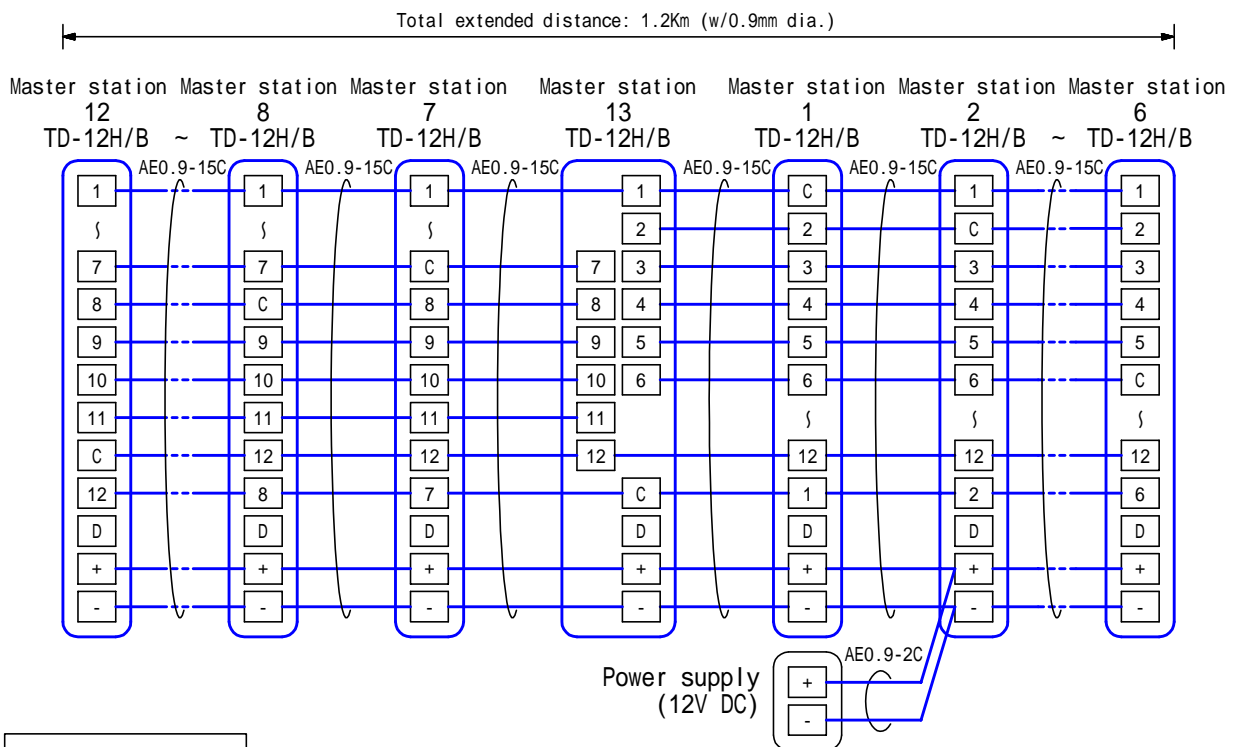 Total extended distance: 1.2Km (w/0.9mm dia.)
Master station Master station Master station Master station Master station Master station Master station
12 8 7 13 1 2 6
TD-12H/B ~ TD-12H/B TD-12H/B TD-12H/B TD-12H/B TD-12H/B ~ TD-12H/B
AE0.9-15C AE0.9-15C AE0.9-15C AE0.9-15C AE0.9-15C AE0.9-15C
1 1 1 1 C 1 1
∫ ∫ ∫ 2 2 C 2
7 7 C 7 3 3 3 3
8 C 8 8 4 4 4 4
9 9 9 9 5 5 5 5
10 10 10 10 6 6 6 C
11 11 11 11 ∫ ∫ ∫
C 12 12 12 12 12 12
12 8 7 C 1 2 6
D D D D D D D
+ + + + + + +
- - - - - - -
AE0.9-2C
Power supply +
(12V DC) -